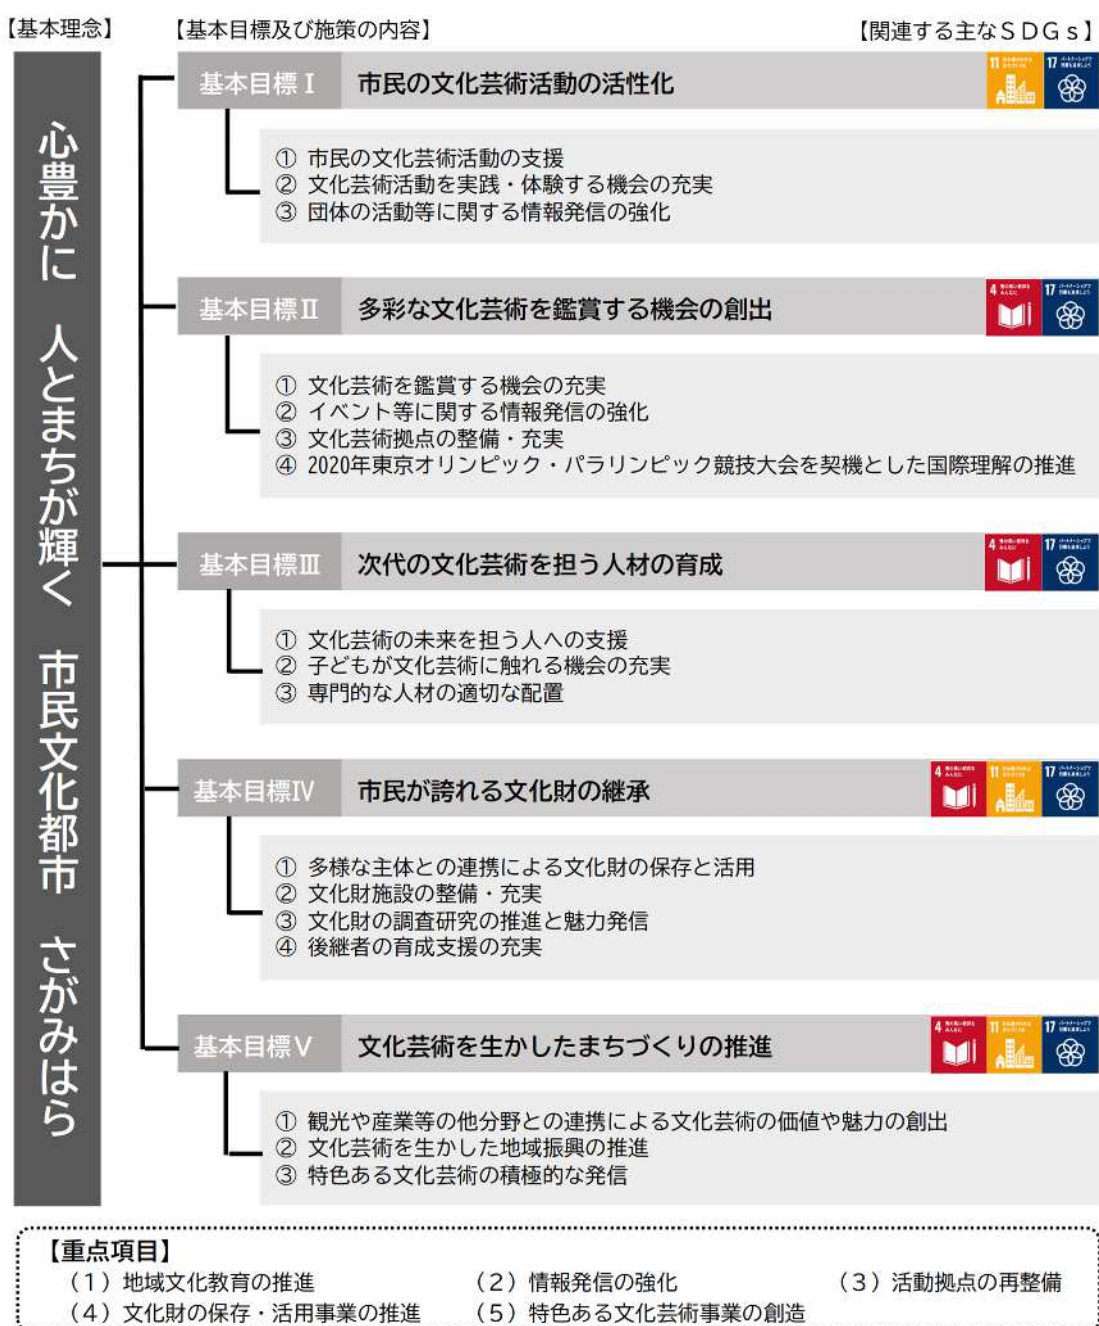 【基本理念】
【基本目標及び施策の内容】
【関連する主なＳＤＧｓ】
心豊かに　人とまちが輝く　市民文化都市　さがみはら
基本目標Ⅰ
市民の文化芸術活動の活性化
11
17
① 市民の文化芸術活動の支援
② 文化芸術活動を実践・体験する機会の充実
③ 団体の活動等に関する情報発信の強化
基本目標Ⅱ
多彩な文化芸術を鑑賞する機会の創出
4
17
① 文化芸術を鑑賞する機会の充実
② イベント等に関する情報発信の強化
③ 文化芸術拠点の整備・充実
④ 2020年東京オリンピック・パラリンピック競技大会を契機とした国際理解の推進
基本目標Ⅲ
次代の文化芸術を担う人材の育成
4
17
① 文化芸術の未来を担う人への支援
② 子どもが文化芸術に触れる機会の充実
③ 専門的な人材の適切な配置
基本目標Ⅳ
市民が誇れる文化財の継承
4
11
17
① 多様な主体との連携による文化財の保存と活用
② 文化財施設の整備・充実
③ 文化財の調査研究の推進と魅力発信
④ 後継者の育成支援の充実
基本目標Ⅴ
文化芸術を生かしたまちづくりの推進
4
11
17
① 観光や産業等の他分野との連携による文化芸術の価値や魅力の創出
② 文化芸術を生かした地域振興の推進
③ 特色ある文化芸術の積極的な発信
【重点項目】
（１）地域文化教育の推進　（２）情報発信の強化　（３）活動拠点の再整備
（４）文化財の保存・活用事業の推進　（５）特色ある文化芸術事業の創造